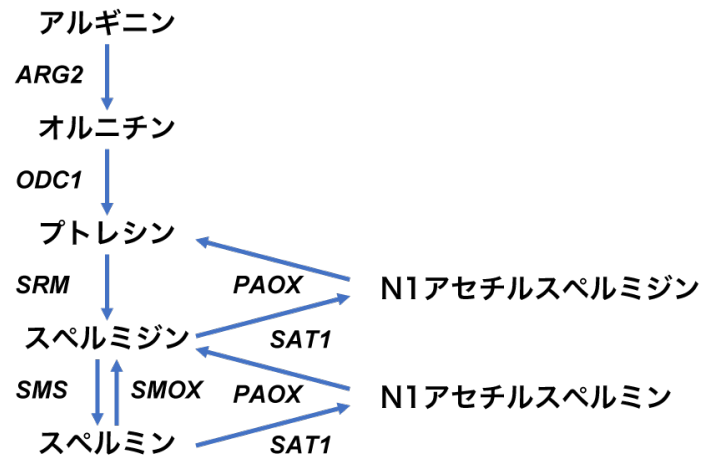 アルギニン
ARG2
オルニチン
ODC1
プトレシン
SRM
PAOX
N1アセチルスペルミジン
スペルミジン
SAT1
SMS
SMOX
PAOX
N1アセチルスペルミン
スペルミン
SAT1